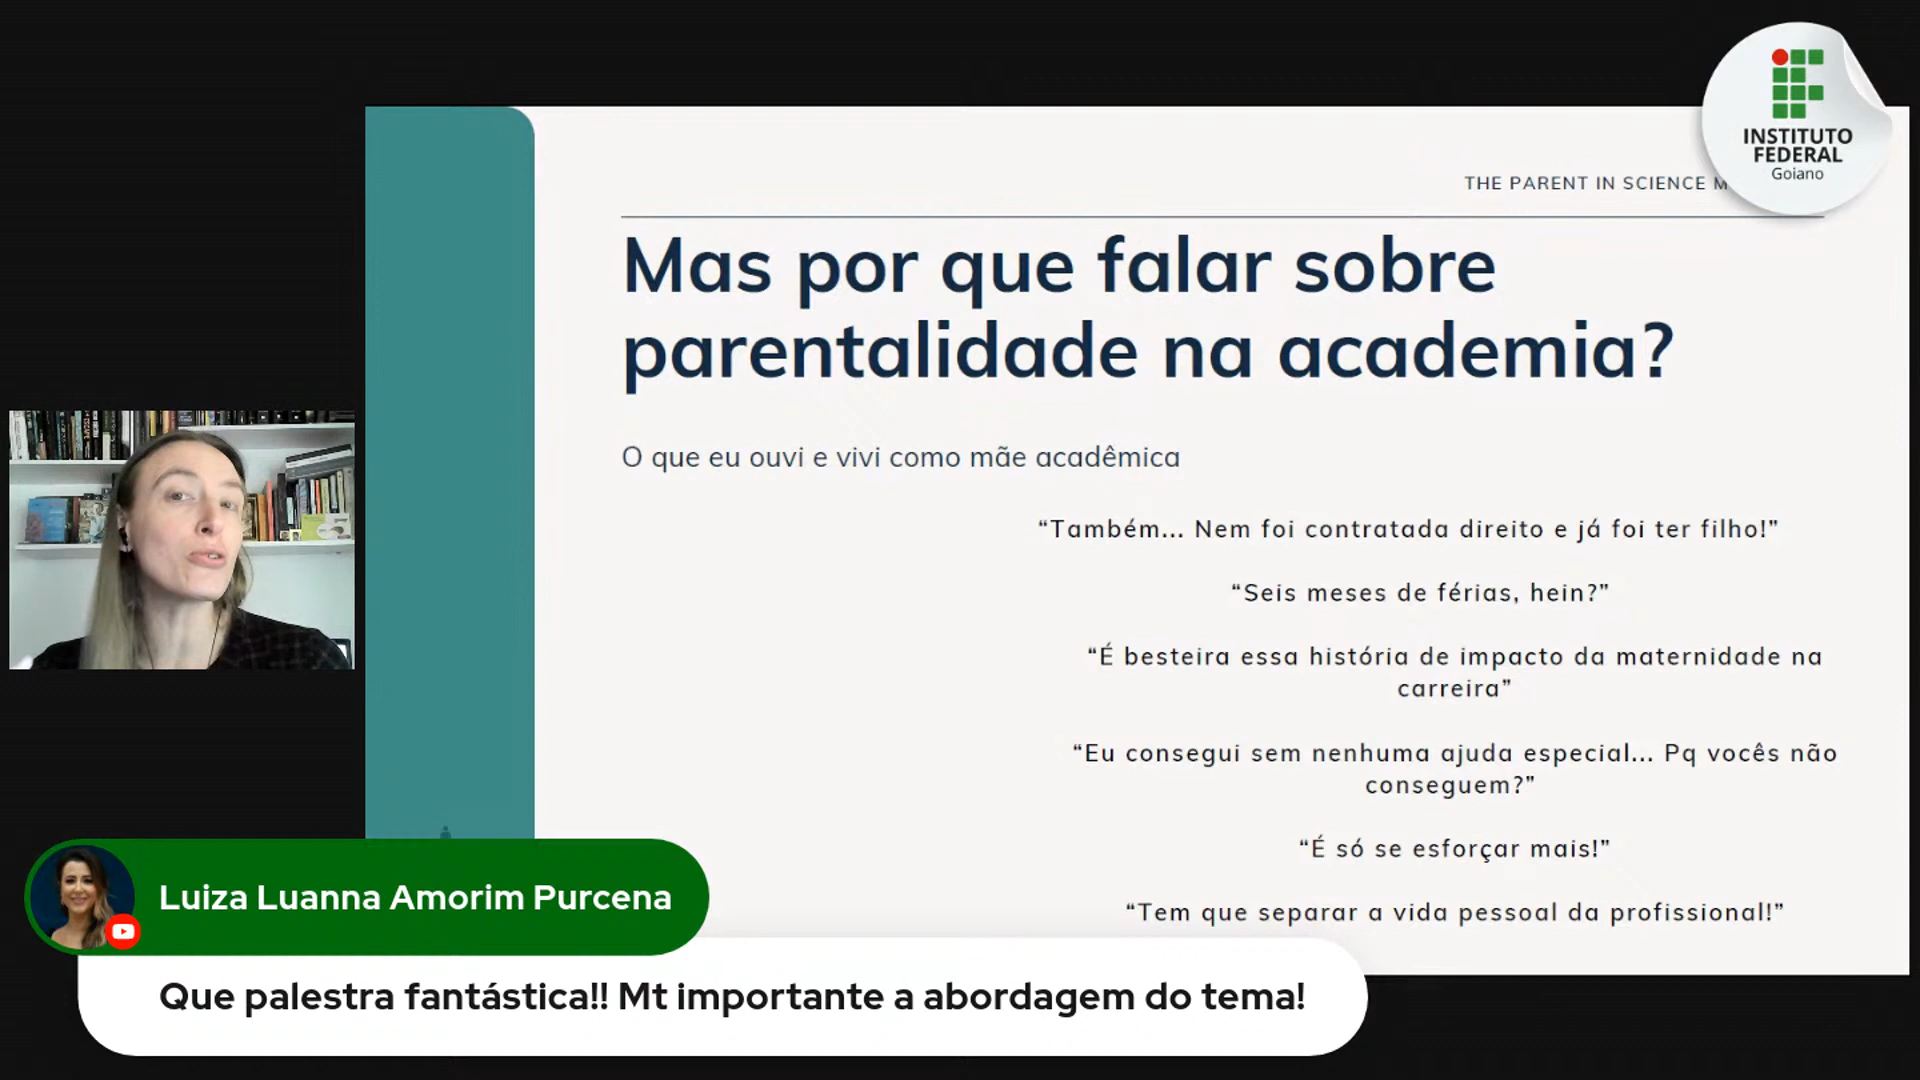 INSTITUTO
FEDERAL
Goiano
THE PARENT IN SCIENCE M
Mas por que falar sobre
parentalidade na academia?
O que eu ouvi e vivi como mãe acadêmica
“Também... Nem foi contratada direito e já foi ter filho!”
“Seis meses de férias, hein?”
“É besteira essa história de impacto da maternidade na
carreira”
“Eu consegui sem nenhuma ajuda especial... Pq vocês não
conseguem?”
“É só se esforçar mais!”
“Tem que separar a vida pessoal da profissional!”
Luiza Luanna Amorim Purcena
Que palestra fantástica!! Mt importante a abordagem do tema!